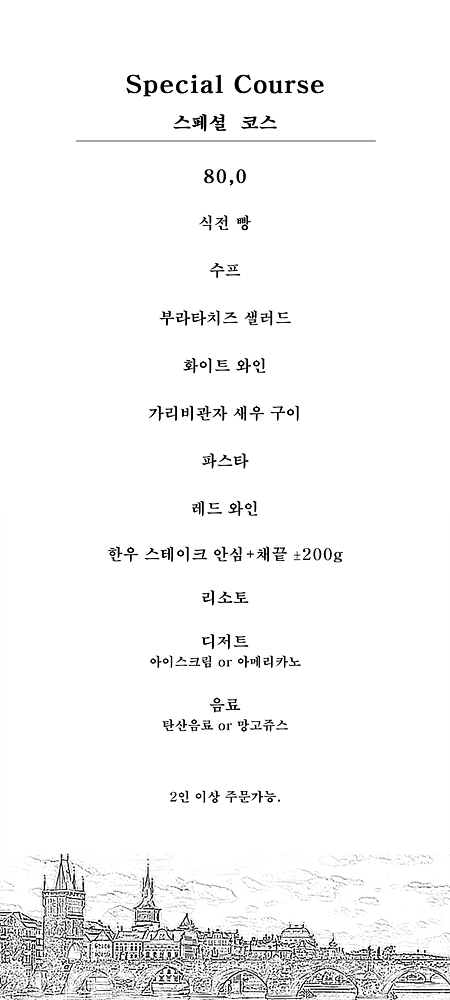 Special Course
스페셜 코스
80,0
식전 빵
수프
부라타치즈 샐러드
화이트 와인
가리비관자 새우 구이
파스타
레드 와인
한우 스테이크 안심+채끝 ±200g
리소토
디저트
아이스크림 or 아메리카노
음료
탄산음료 or 망고쥬스
2인 이상 주문가능.